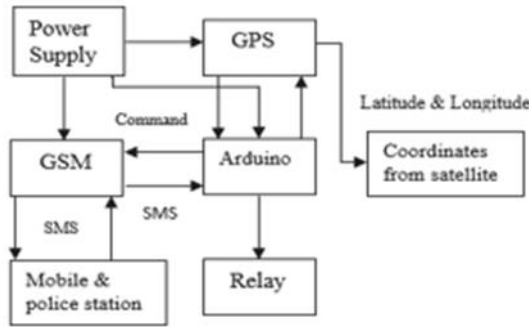 Power
Supply
GPS
Latitude & Longitude
Command
GSM
Arduino
Coordinates
from satellite
SMS
SMS
Mobile &
police station
Relay